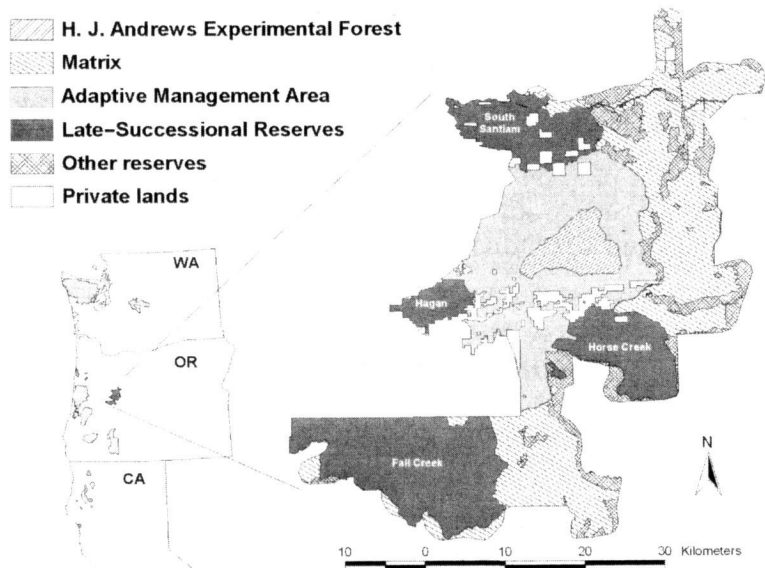 H. J. Andrews Experimental Forest
Matrix
Adaptive Management Area
Late-Successional Reserves
Other reserves
Private lands
South
Santiam
WA
Hagan
OR
Horse Creek
CA
Fall Creek
N
10 0 10 20 30 Kilometers